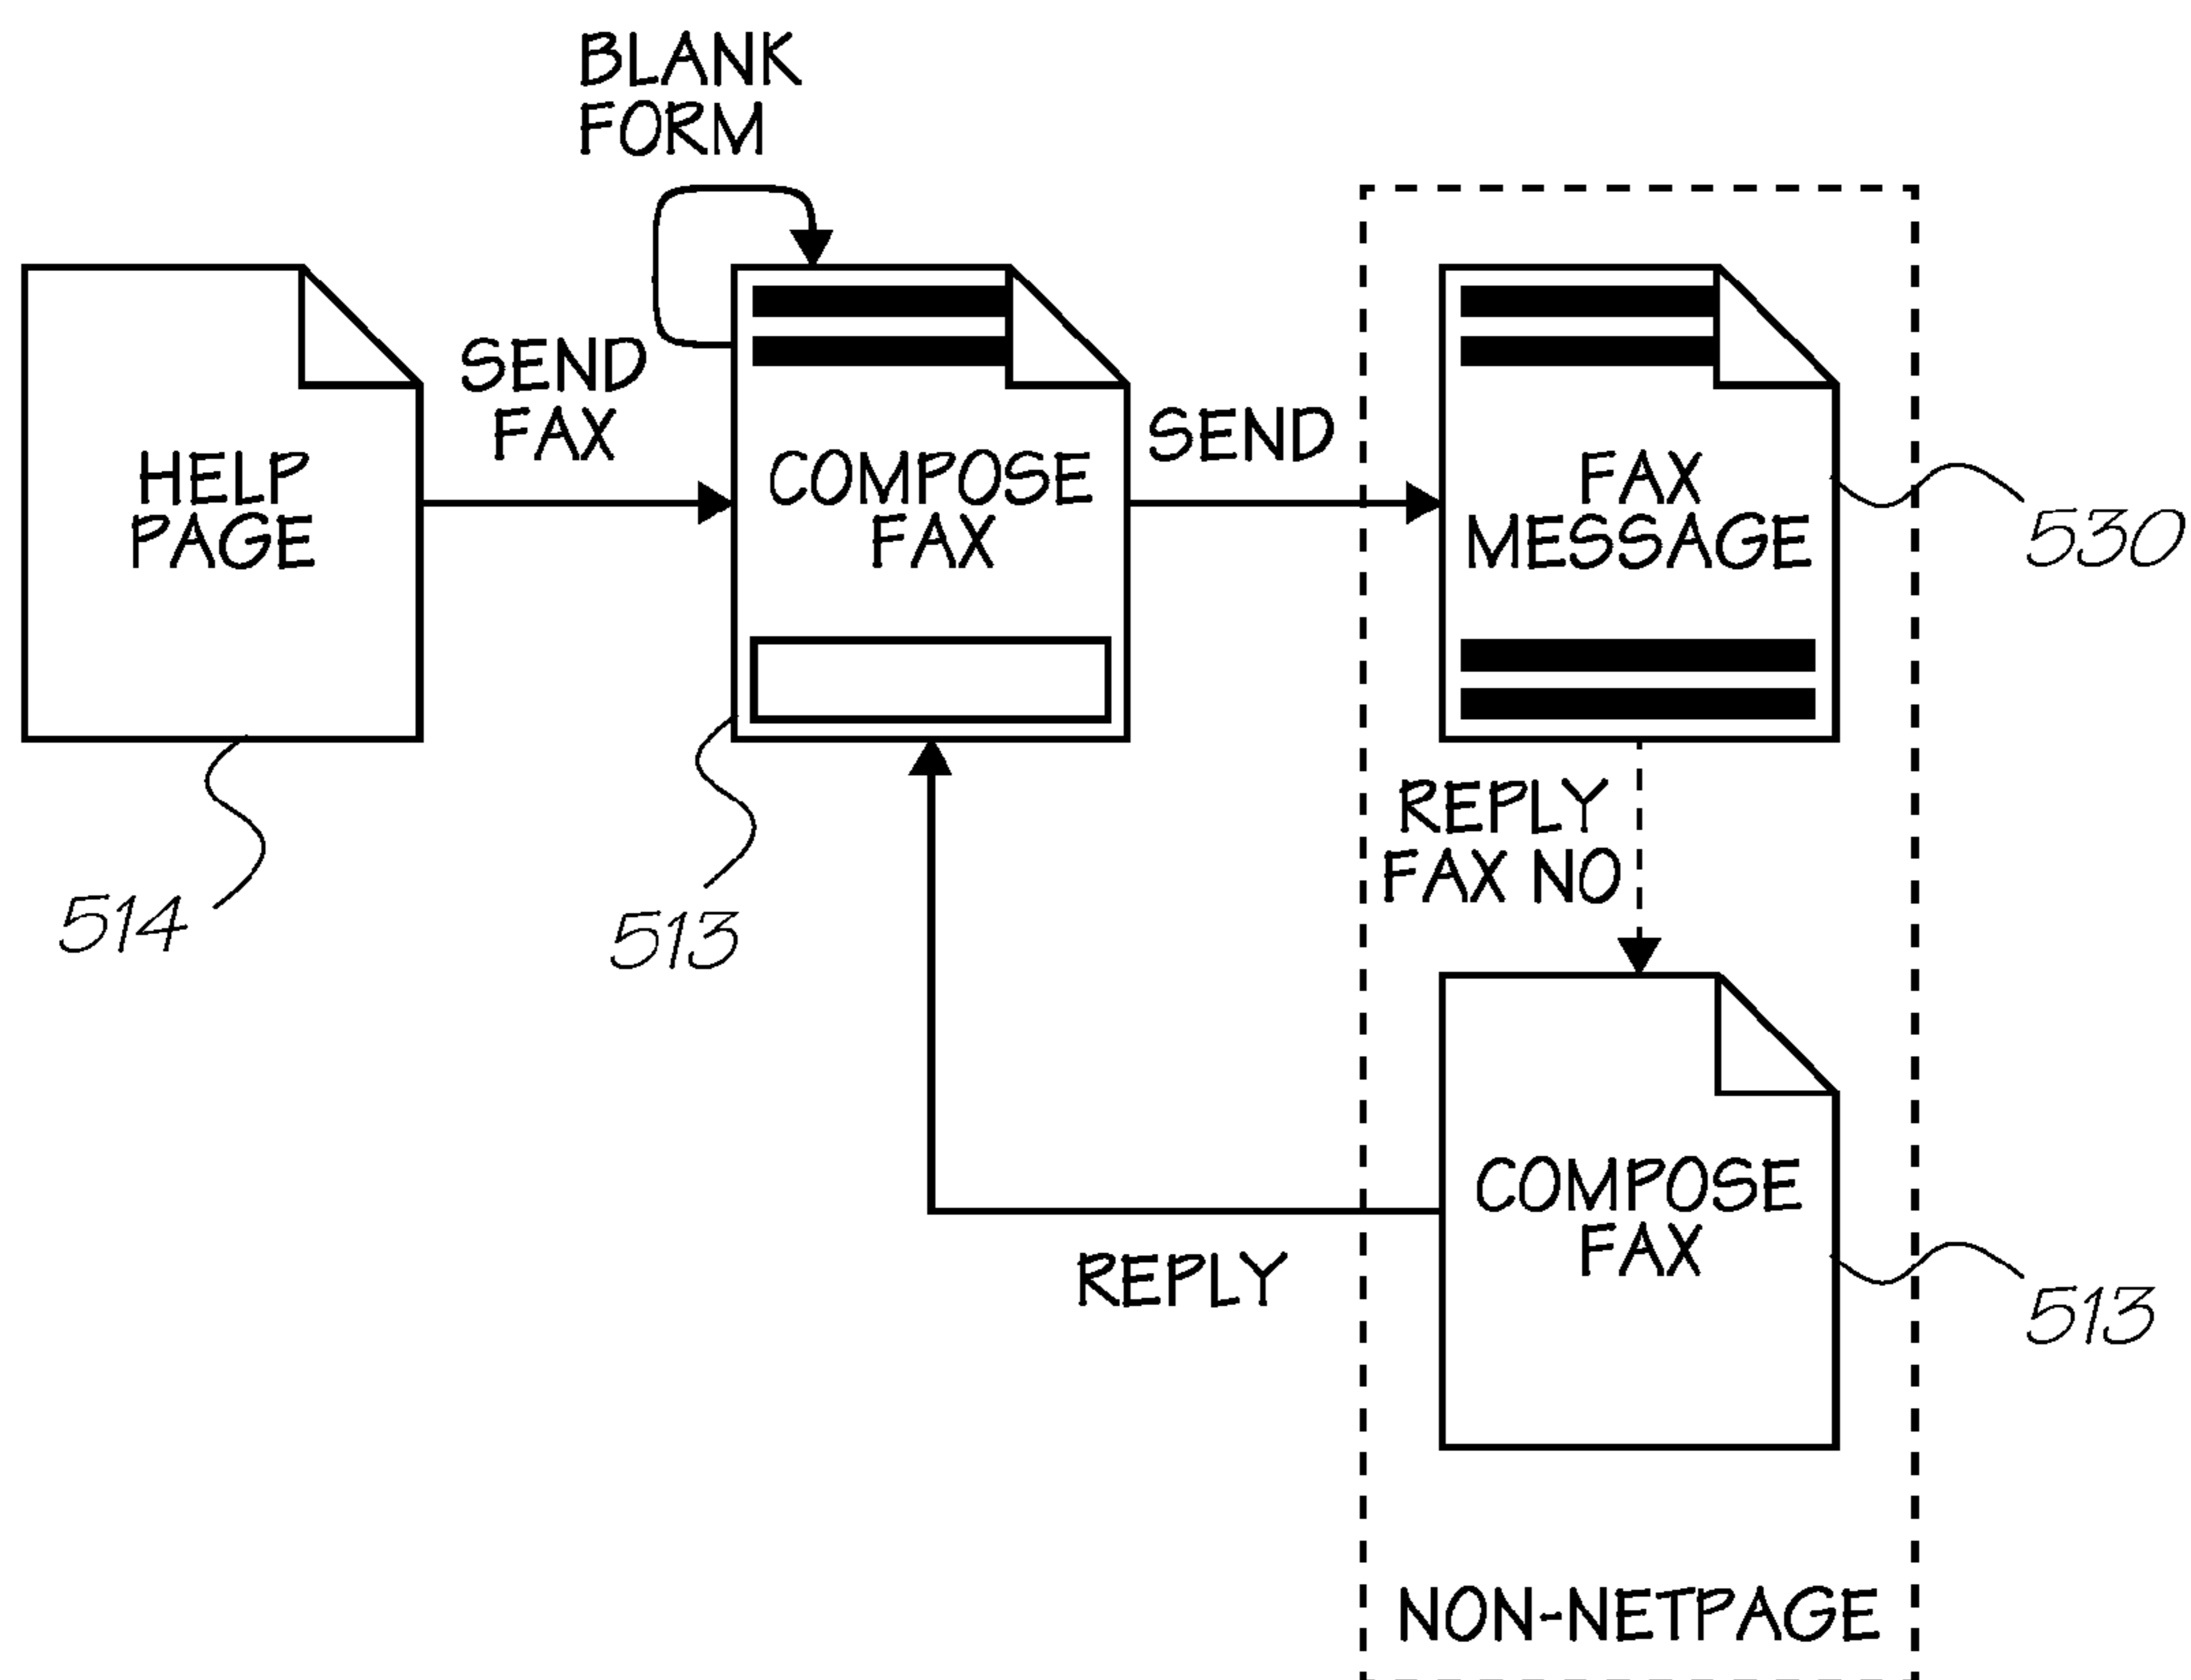 BLANK
FORM
HELP
PAGE
SEND
FAX
COMPOSE
FAX
SEND
FAX
MESSAGE
530
514
513
REPLY
FAX NO
COMPOSE
FAX
REPLY
513
NON-NETPAGE